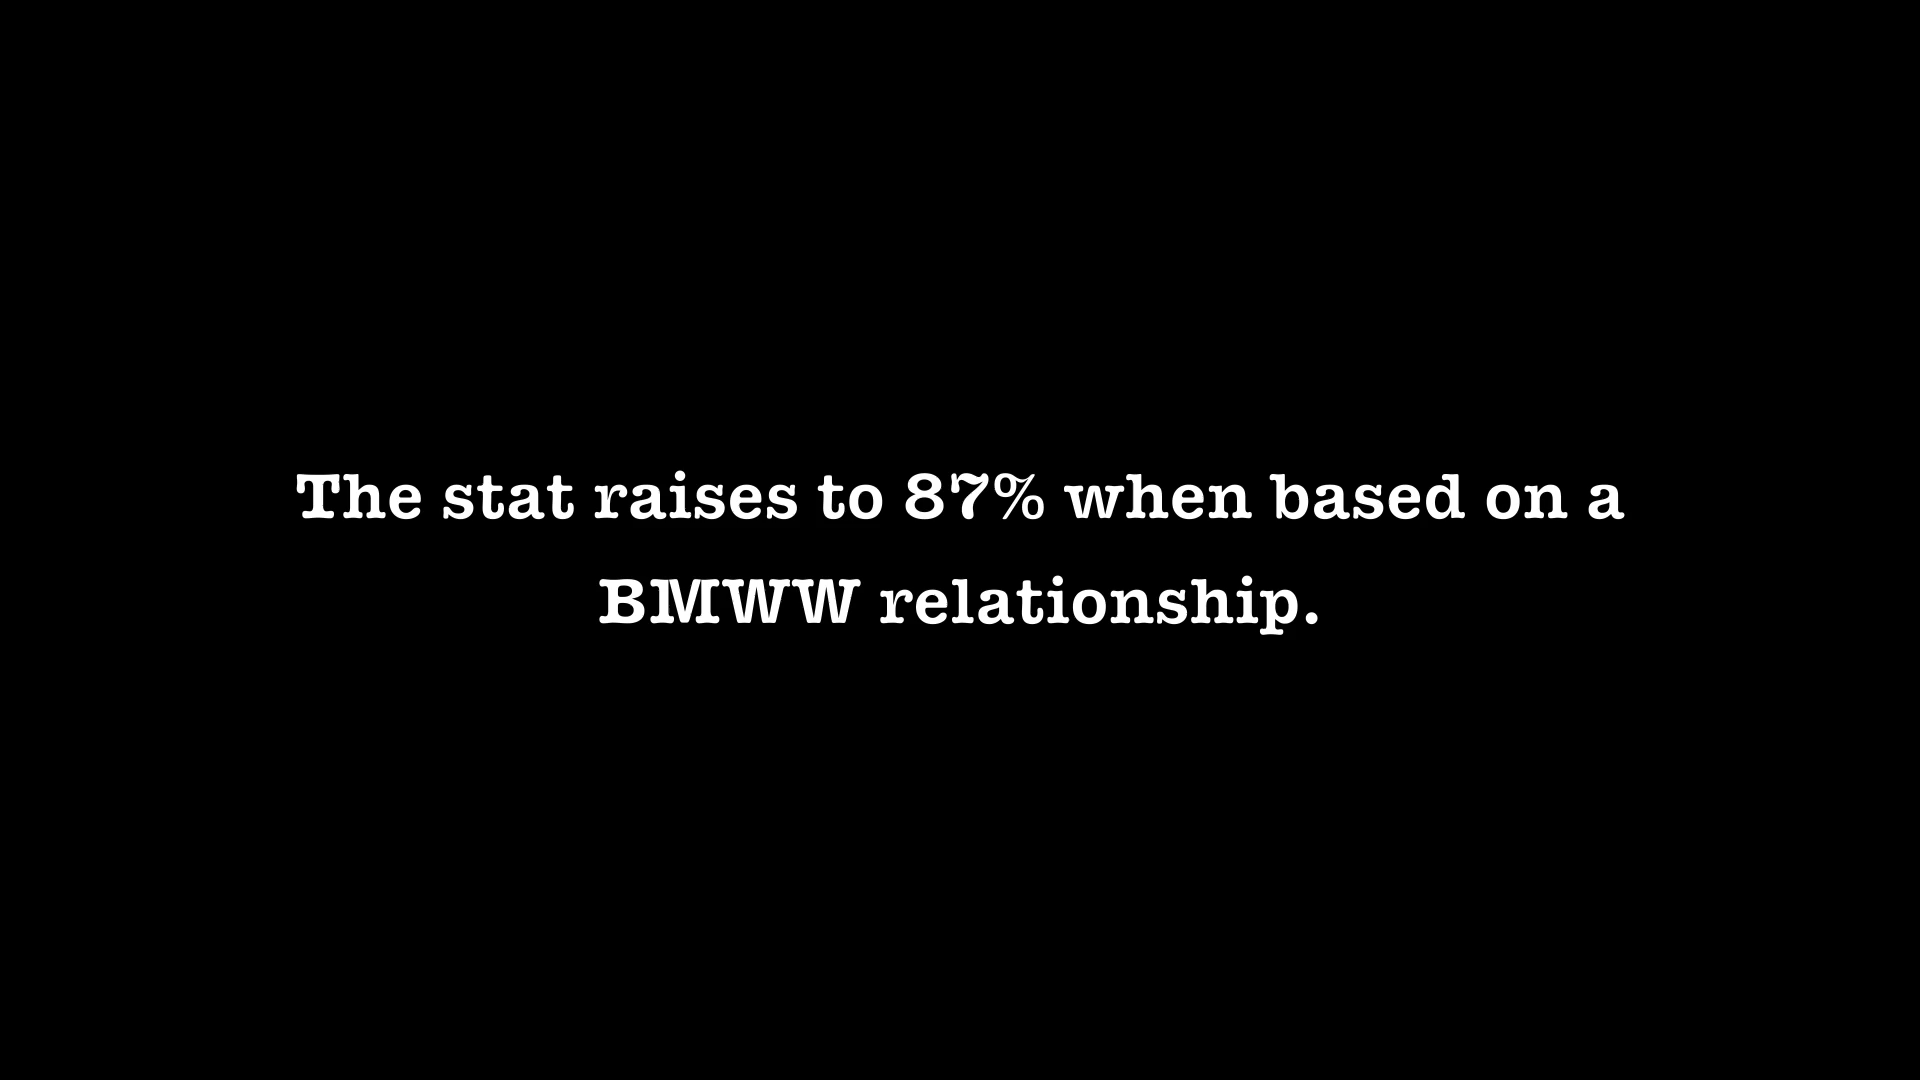 The stat raises to 87% when based on a
BMWW relationship.